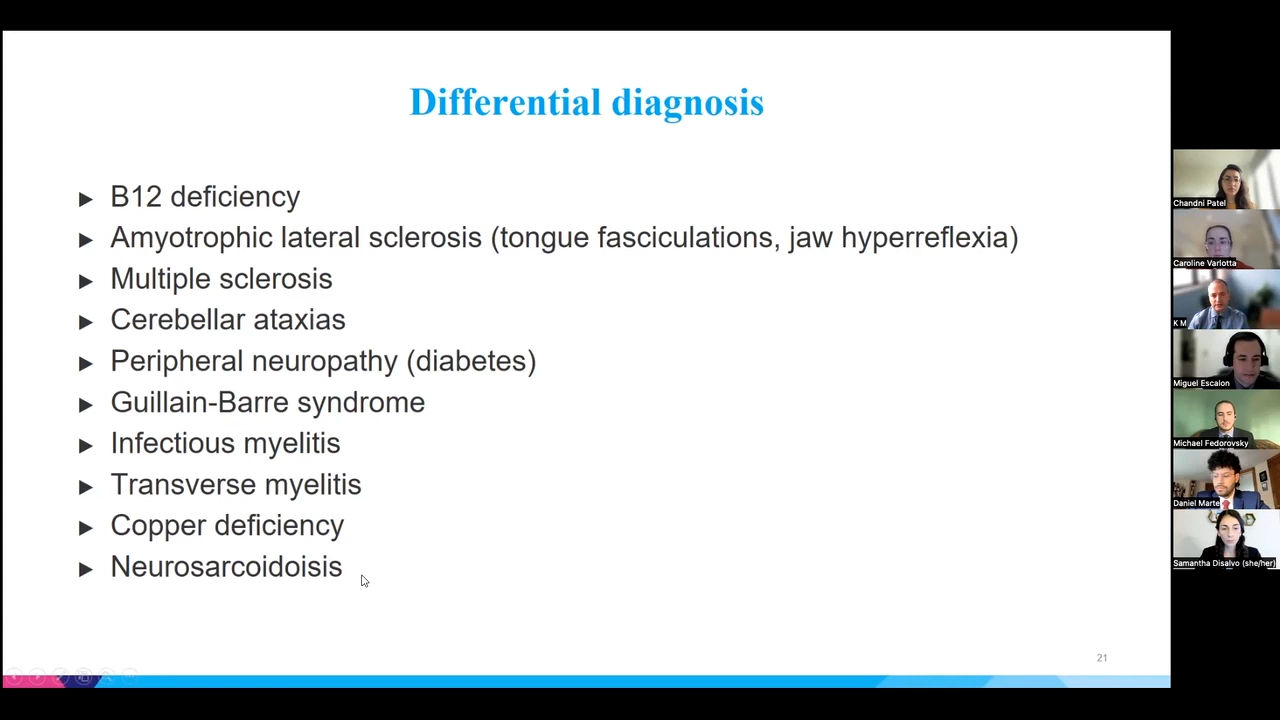 Differential diagnosis
► B12 deficiency
► Amyotrophic lateral sclerosis (tongue fasciculations, jaw hyperreflexia)
► Multiple sclerosis
► Cerebellar ataxias
► Peripheral neuropathy (diabetes)
► Guillain-Barre syndrome
► Infectious myelitis
► Transverse myelitis
► Copper deficiency
► Neurosarcoidoisis
21
Chandni Patel
Caroline Varlotta
K M
Miguel Escalon
Michael Fedorovsky
Daniel Marte
Samantha Disalvo (she/her)